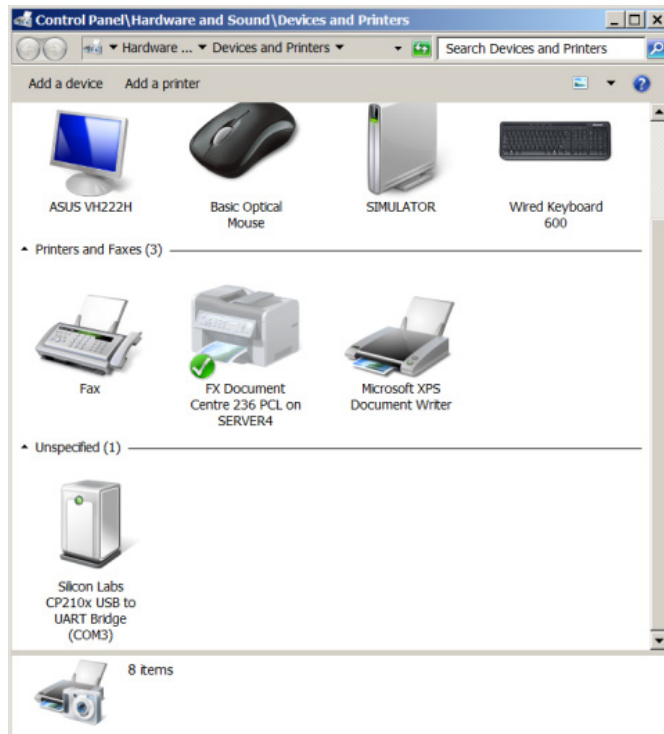 Control Panel\Hardware and Sound\Devices and Printers
Hardware ... Devices and Printers Search Devices and Printers
Add a device Add a printer
ASUS VH222H Basic Optical Mouse SIMULATOR Wired Keyboard 600
Printers and Faxes (3)
Fax
FX Document
Centre 236 PCL on
SERVER4
Microsoft XPS
Document Writer
Unspecified (1)
Silicon Labs
CP210x USB to
UART Bridge
(COM3)
8 items